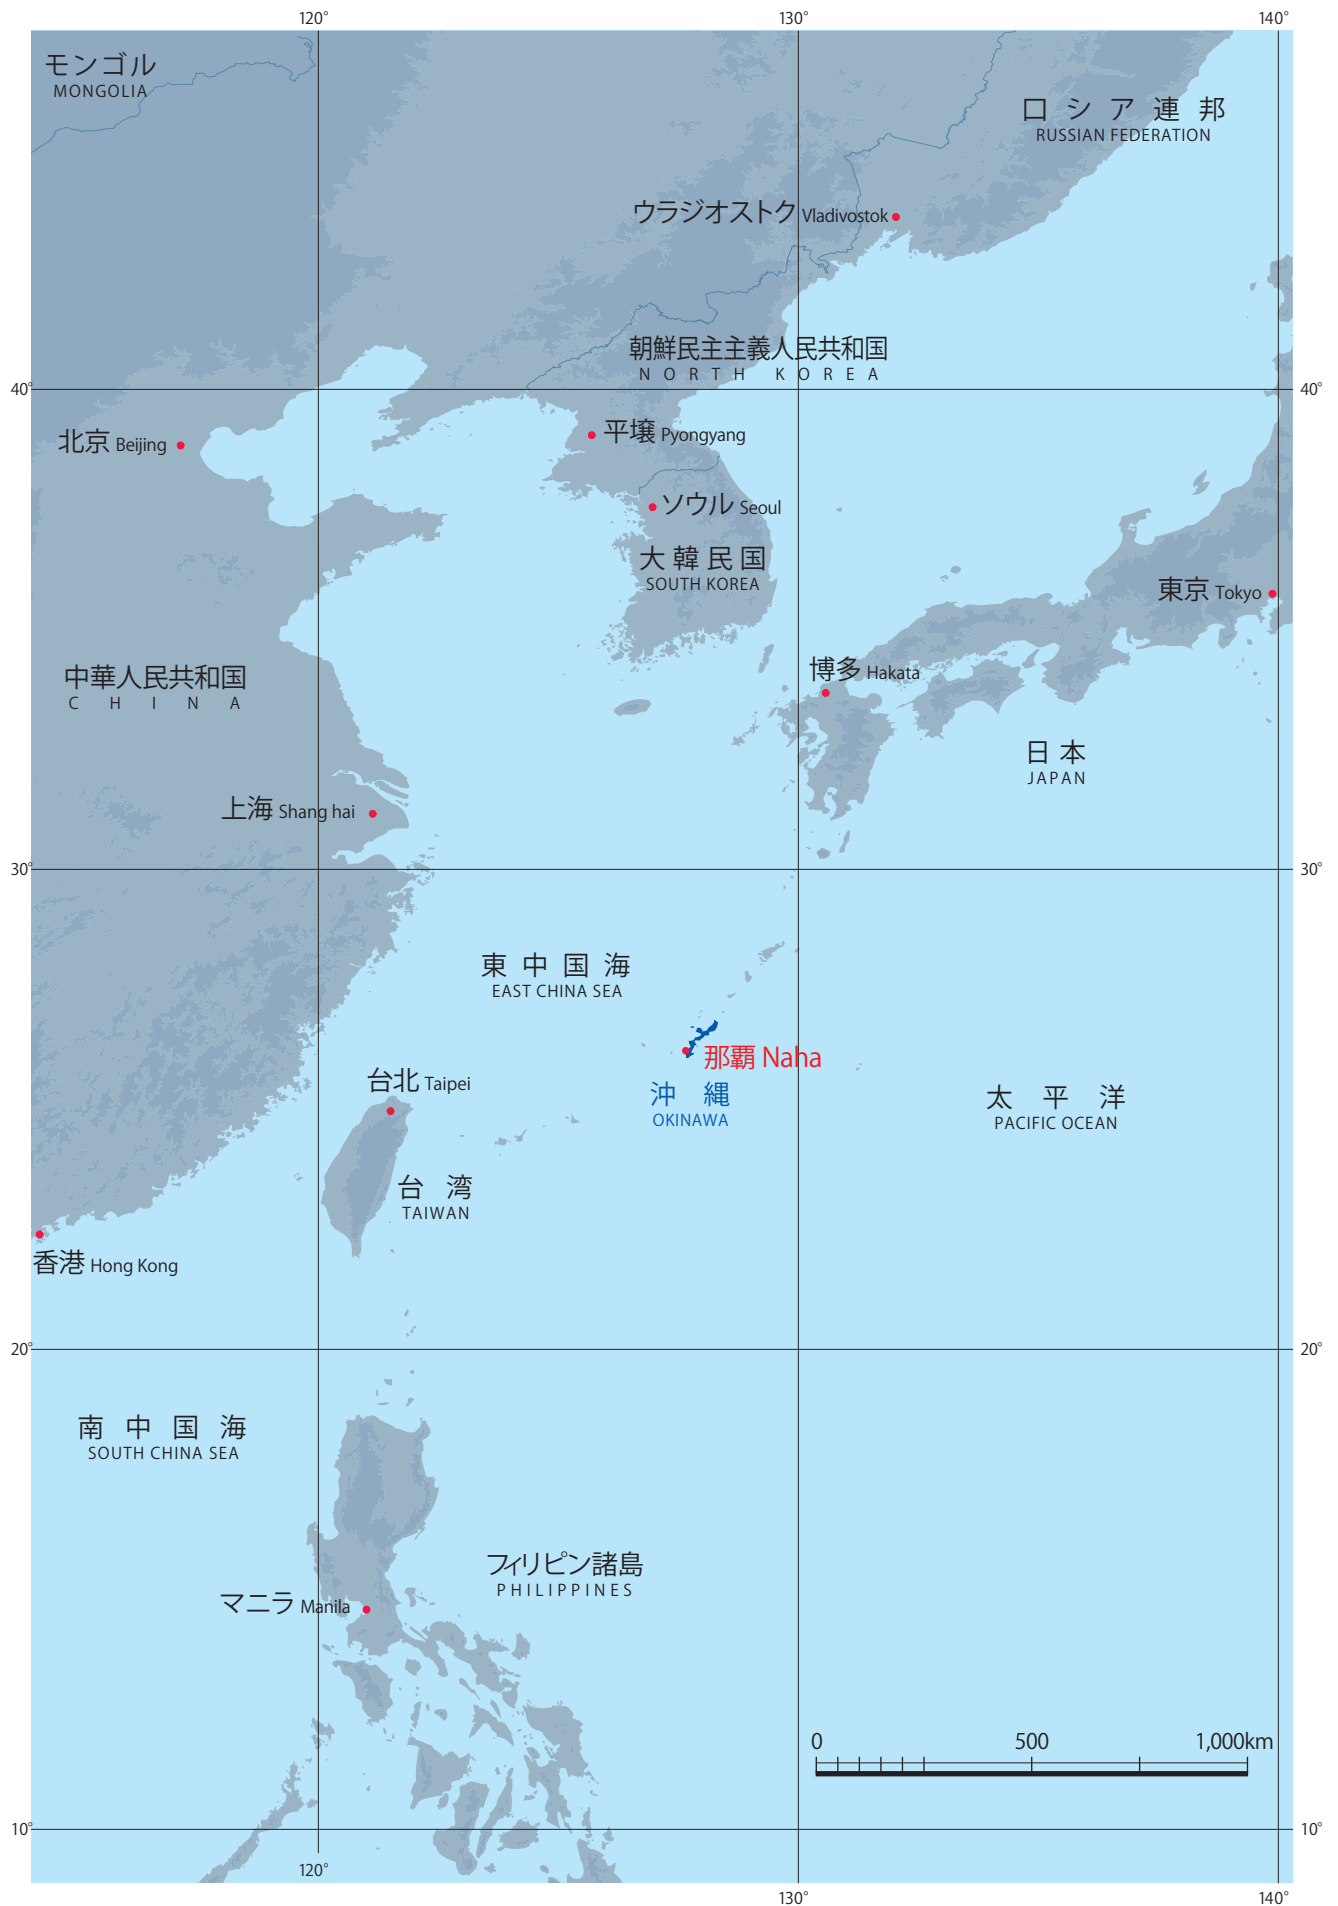 120°
130°
140°
モンゴル
MONGOLIA
ロシア連邦
RUSSIAN FEDERATION
ウラジオストク Vladivostok
朝鮮民主主義人民共和国
NORTH KOREA
40°
40°
北京 Beijing
平壌 Pyongyang
ソウル Seoul
大韓民国
SOUTH KOREA
東京 Tokyo
博多 Hakata
中華人民共和国
CHINA
日本
JAPAN
上海 Shang hai
30°
30°
東中国海
EAST CHINA SEA
那覇 Naha
沖縄
OKINAWA
台北 Taipei
太平洋
PACIFIC OCEAN
台湾
TAIWAN
香港 Hong Kong
20°
20°
南中国海
SOUTH CHINA SEA
フィリピン諸島
PHILIPPINES
マニラ Manila
0 500 1,000km
10°
10°
120°
130°
140°